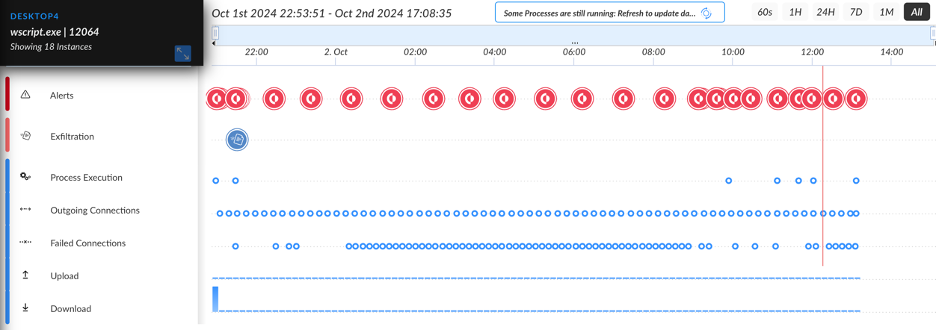 DESKTOP4
wscript.exe | 12064
Showing 18 Instances
Oct 1st 2024 22:53:51 - Oct 2nd 2024 17:08:35
Some Processes are still running: Refresh to update da...
60s 1H 24H 7D 1M All
22:00 2. Oct 02:00 04:00 06:00 08:00 10:00 12:00 14:00
Alerts
Exfiltration
Process Execution
Outgoing Connections
Failed Connections
Upload
Download